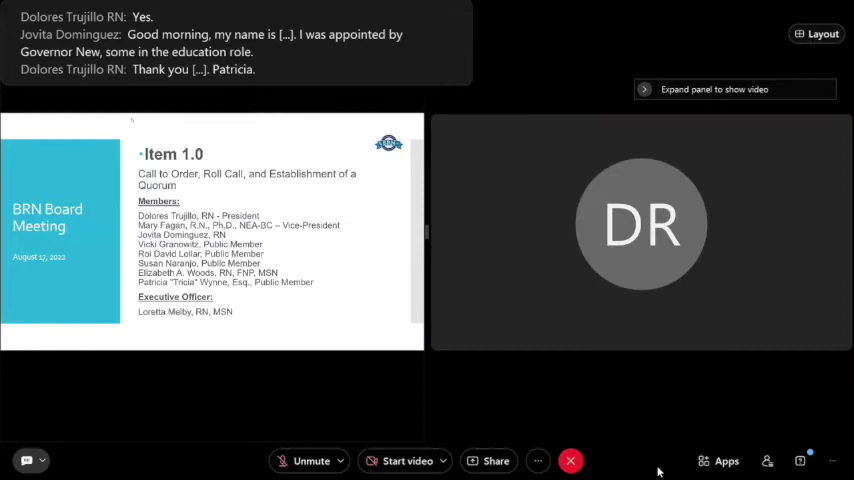 Dolores Trujillo RN: Yes.
Jovita Dominguez: Good morning, my name is [...]. I was appointed by
Governor New, some in the education role.
Dolores Trujillo RN: Thank you [...]. Patricia.
Layout
Expand panel to show video
BRN Board
Meeting
August 17, 2022
•Item 1.0
BRN
Call to Order, Roll Call, and Establishment of a
Quorum
Members:
Dolores Trujillo, RN - President
Mary Fagan, R.N., Ph.D., NEA-BC – Vice-President
Jovita Dominguez, RN
Vicki Granowitz, Public Member
Roi David Lollar, Public Member
Susan Naranjo, Public Member
Elizabeth A. Woods, RN, FNP, MSN
Patricia "Tricia" Wynne, Esq., Public Member
Executive Officer:
Loretta Melby, RN, MSN
DR
Unmute
Start video
Share
Apps